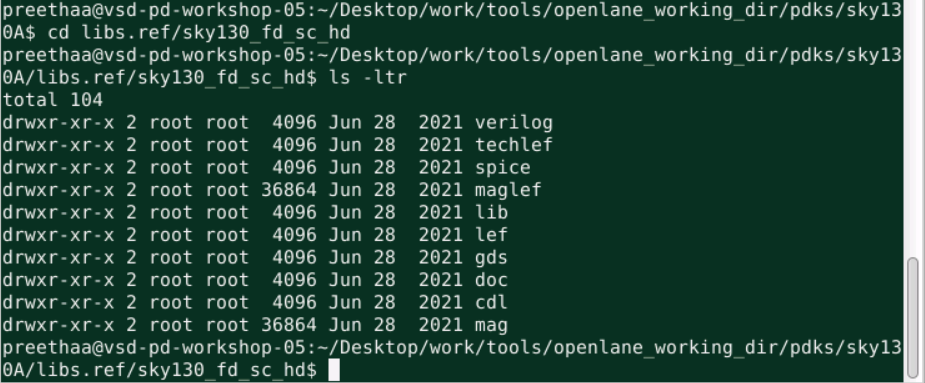 preethaa@vsd-pd-workshop-05:~/Desktop/work/tools/openlane_working_dir/pdks/sky13
0A$ cd libs.ref/sky130_fd_sc_hd
preethaa@vsd-pd-workshop-05:~/Desktop/work/tools/openlane_working_dir/pdks/sky13
0A/libs.ref/sky130_fd_sc_hd$ ls -ltr
total 104
drwxr-xr-x 2 root root  4096 Jun 28  2021 verilog
drwxr-xr-x 2 root root  4096 Jun 28  2021 techlef
drwxr-xr-x 2 root root  4096 Jun 28  2021 spice
drwxr-xr-x 2 root root 36864 Jun 28  2021 maglef
drwxr-xr-x 2 root root  4096 Jun 28  2021 lib
drwxr-xr-x 2 root root  4096 Jun 28  2021 lef
drwxr-xr-x 2 root root  4096 Jun 28  2021 gds
drwxr-xr-x 2 root root  4096 Jun 28  2021 doc
drwxr-xr-x 2 root root  4096 Jun 28  2021 cdl
drwxr-xr-x 2 root root 36864 Jun 28  2021 mag
preethaa@vsd-pd-workshop-05:~/Desktop/work/tools/openlane_working_dir/pdks/sky13
0A/libs.ref/sky130_fd_sc_hd$